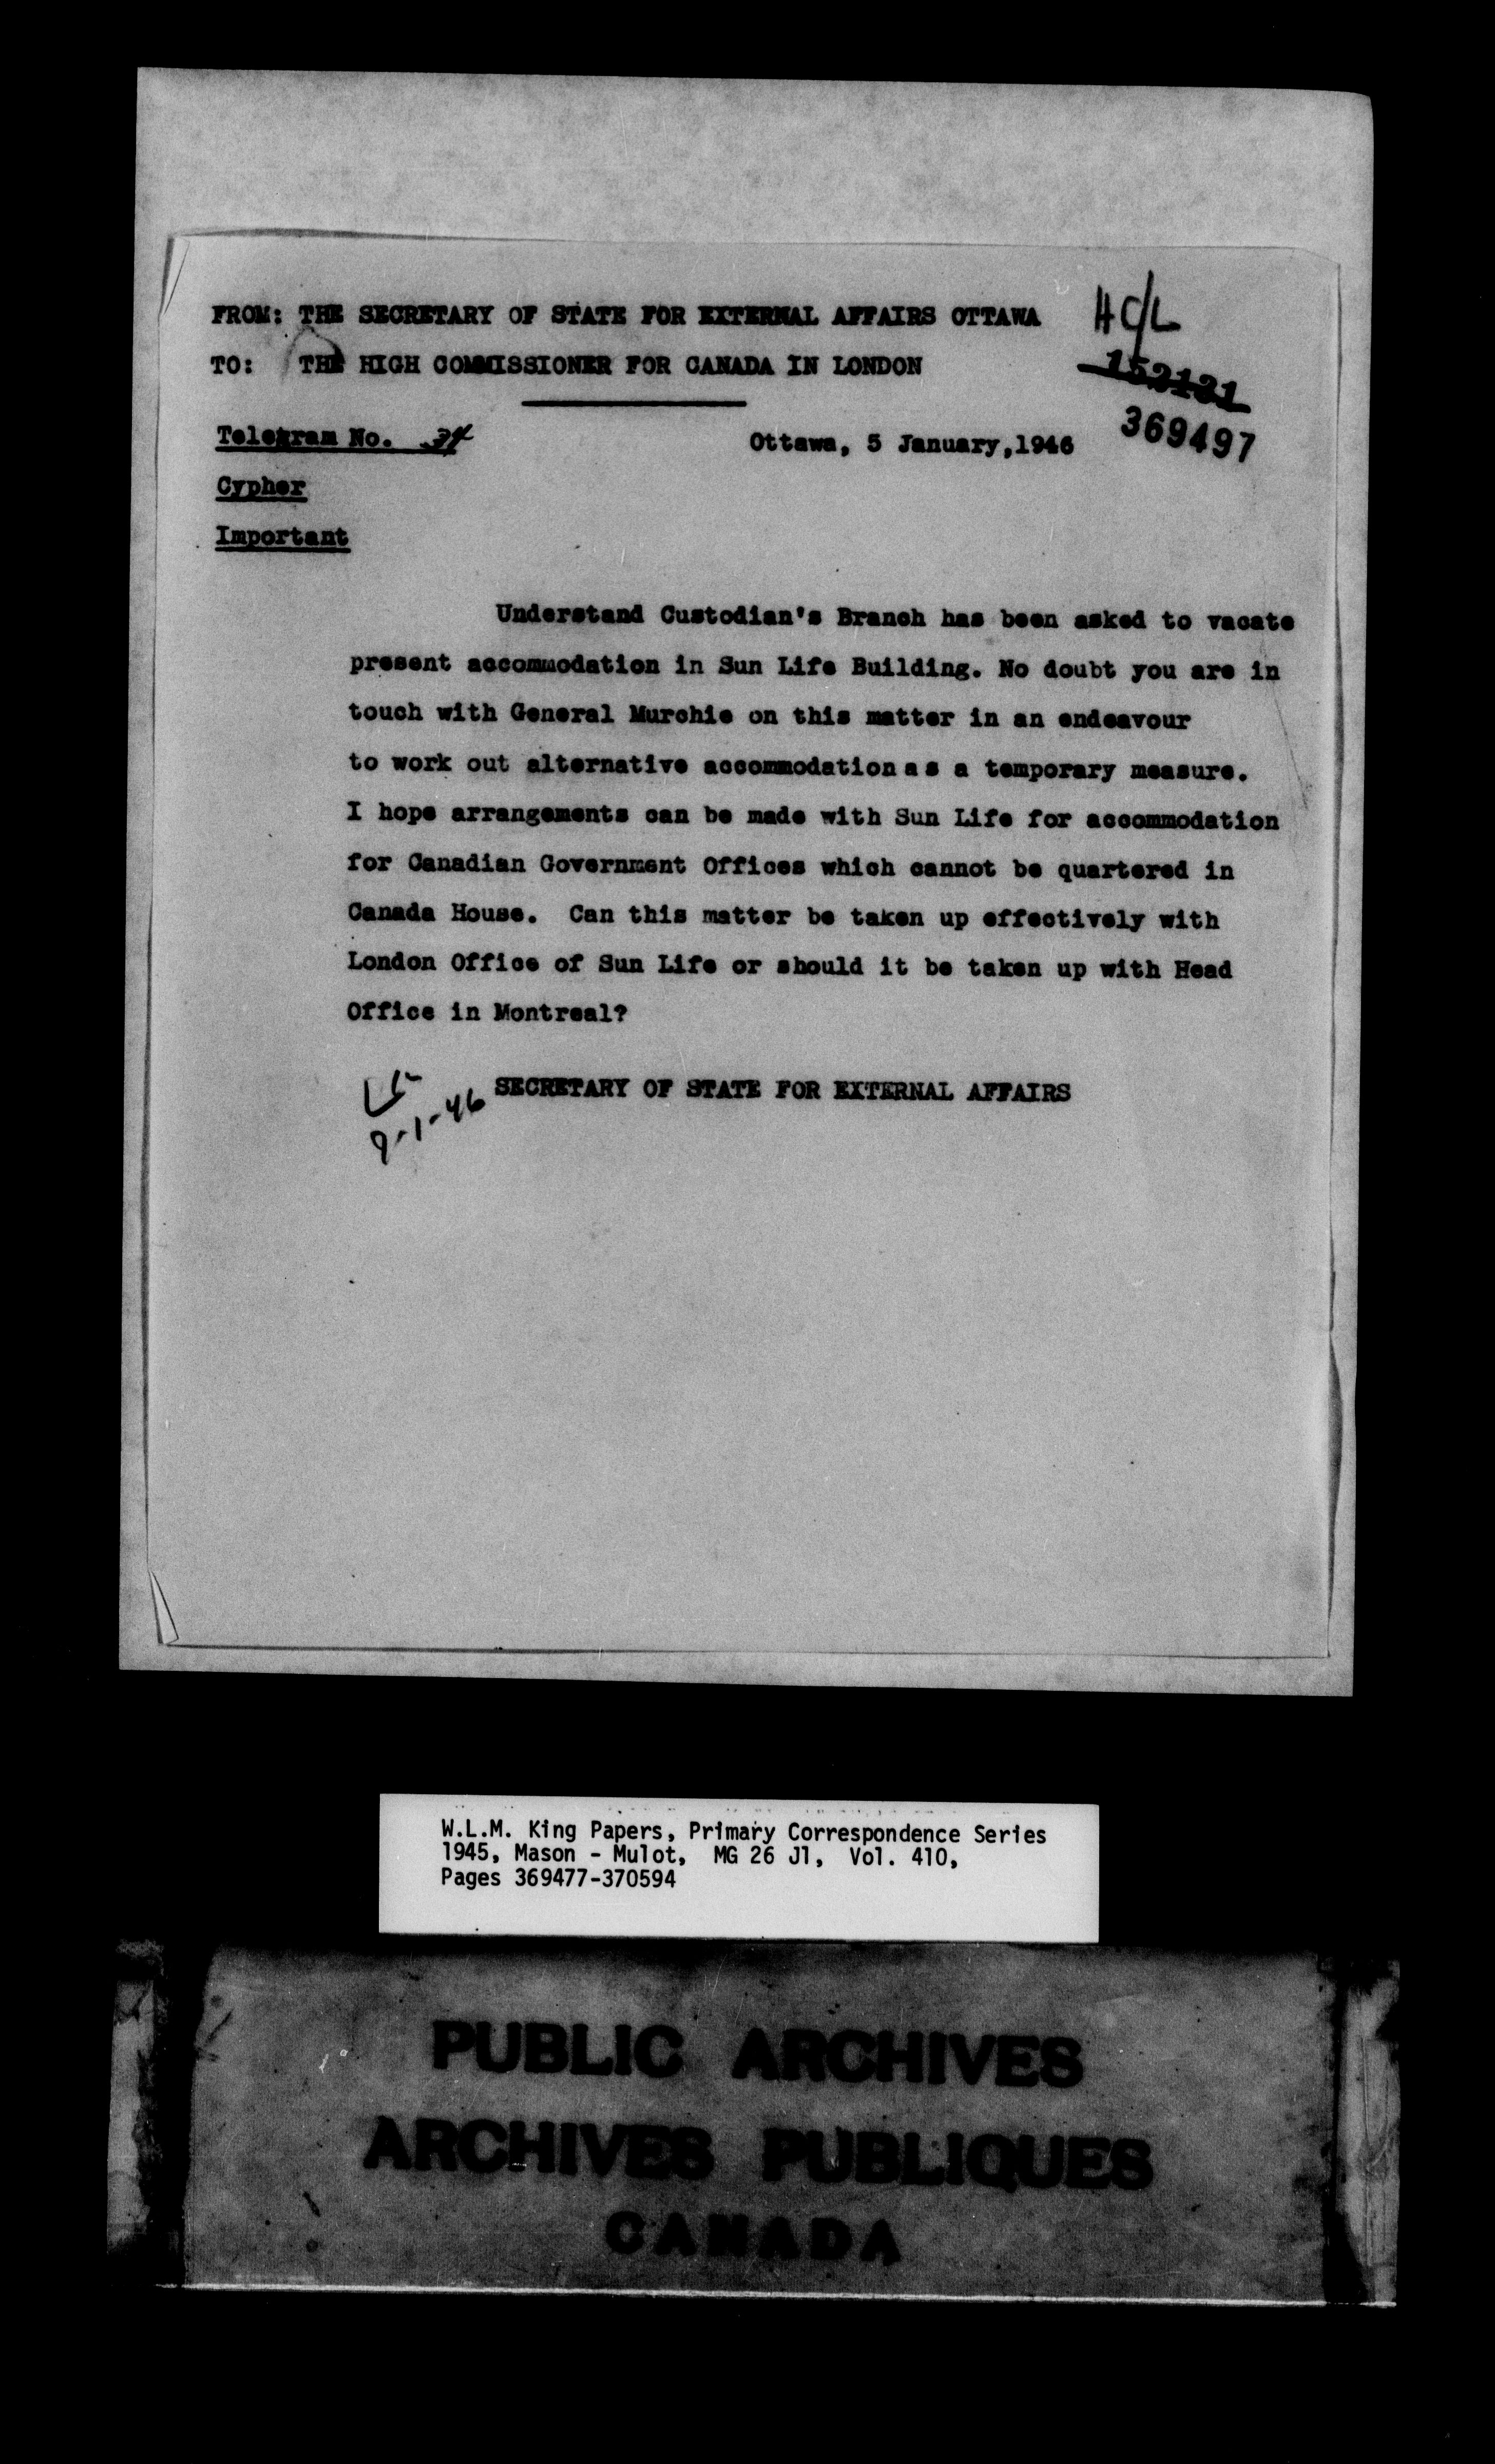 FROM: THE SECRETARY OF STATE FOR EXTERNAL AFFAIRS OTTAWA
TO: THE HIGH COMMISSIONER FOR CANADA IN LONDON
HC/L
152131
369497
Telegram No. 34
Ottawa, 5 January,1946
Cypher
Important
Understand Custodian's Branch has been asked to vacate
present accommodation in Sun Life Building. No doubt you are in
touch with General Murchie on this matter in an endeavour
to work out alternative accommodation as a temporary measure.
I hope arrangements can be made with Sun Life for accommodation
for Canadian Government Offices which cannot be quartered in
Canada House. Can this matter be taken up effectively with
London Office of Sun Life or should it be taken up with Head
Office in Montreal?
SECRETARY OF STATE FOR EXTERNAL AFFAIRS
9-1-46
W.L.M. King Papers, Primary Correspondence Series
1945, Mason - Mulot, MG 26 J1, Vol. 410,
Pages 369477-370594
PUBLIC ARCHIVES
ARCHIVES PUBLIQUES
CANADA